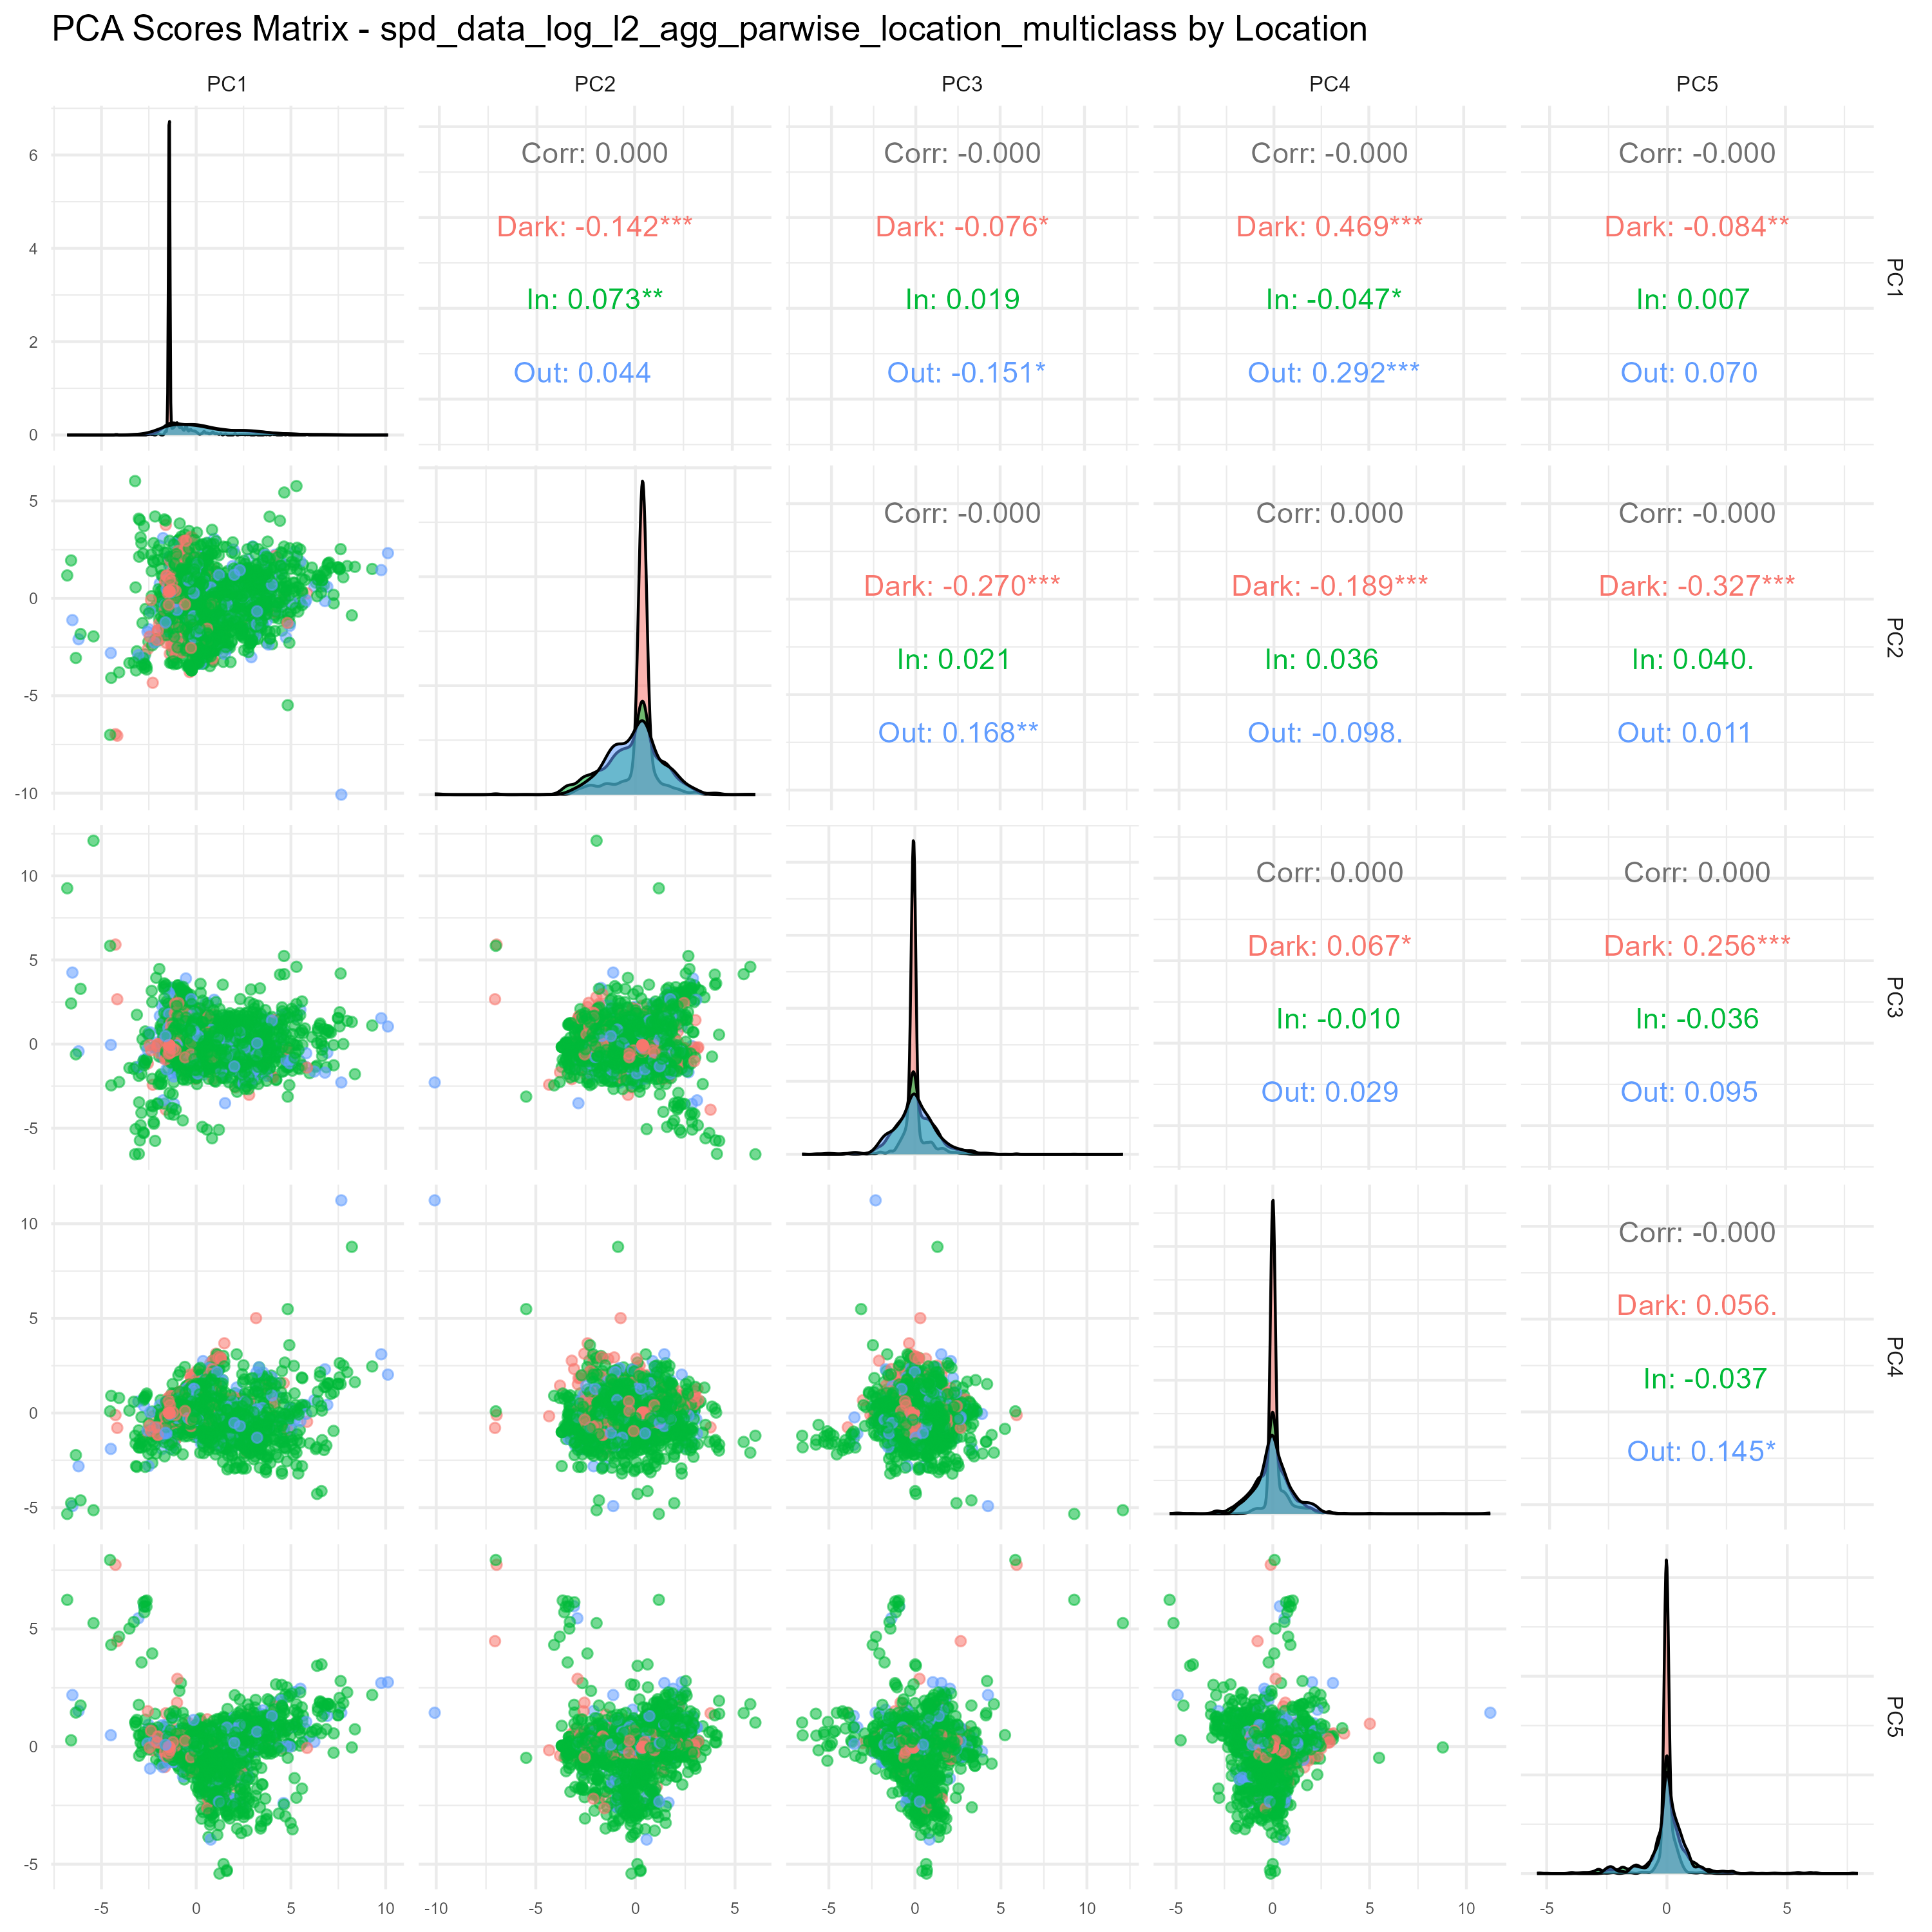 PCA Scores Matrix - spd_data_log_l2_agg_parwise_location_multiclass by Location
PC1 PC2 PC3 PC4 PC5
6
4
2
0
Corr: 0.000
Dark: -0.142***
In: 0.073**
Out: 0.044
Corr: -0.000
Dark: -0.076*
In: 0.019
Out: -0.151*
Corr: -0.000
Dark: 0.469***
In: -0.047*
Out: 0.292***
Corr: -0.000
Dark: -0.084**
In: 0.007
Out: 0.070
PC1
5
0
-5
-10
Corr: -0.000
Dark: -0.270***
In: 0.021
Out: 0.168**
Corr: 0.000
Dark: -0.189***
In: 0.036
Out: -0.098.
Corr: -0.000
Dark: -0.327***
In: 0.040.
Out: 0.011
PC2
10
5
0
-5
Corr: 0.000
Dark: 0.067*
In: -0.010
Out: 0.029
Corr: 0.000
Dark: 0.256***
In: -0.036
Out: 0.095
PC3
10
5
0
-5
Corr: -0.000
Dark: 0.056.
In: -0.037
Out: 0.145*
PC4
5
0
-5
PC5
-5 0 5 10
-10 -5 0 5
-5 0 5 10
-5 0 5 10
-5 0 5